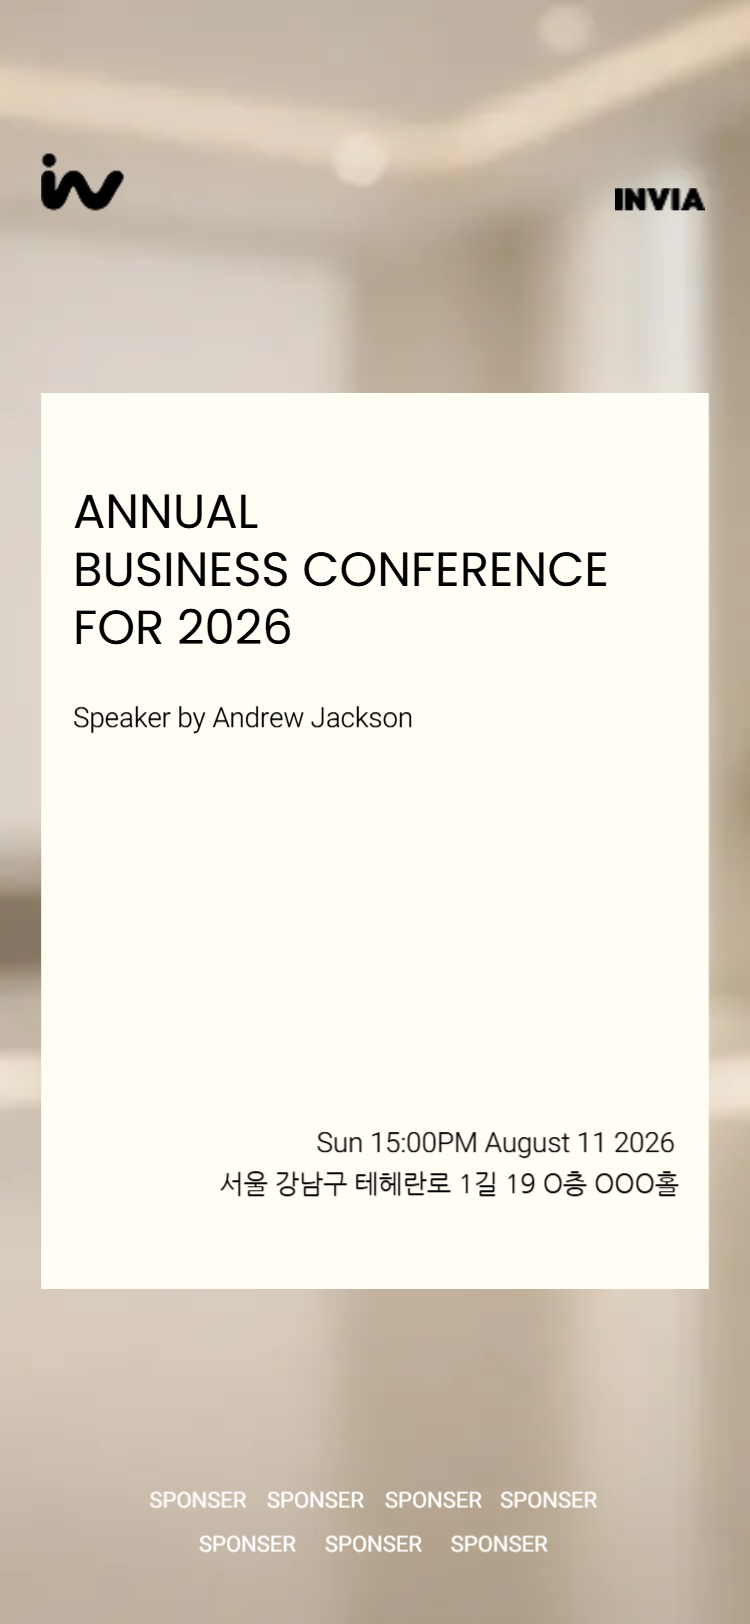 iw
INVIA
ANNUAL
BUSINESS CONFERENCE
FOR 2026
Speaker by Andrew Jackson
Sun 15:00PM August 11 2026
서울 강남구 테헤란로 1길 19 O층 OOO홀
SPONSER SPONSER SPONSER SPONSER
SPONSER SPONSER SPONSER